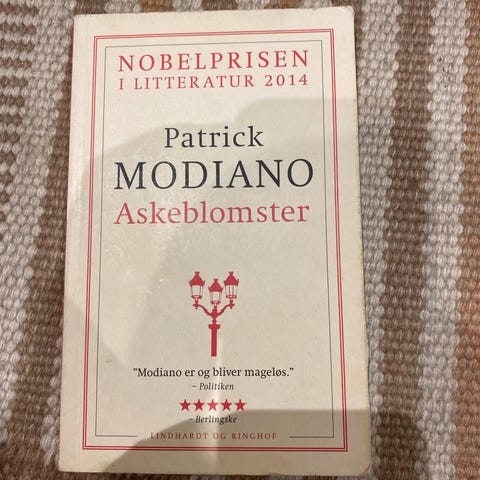 NOBELPRISEN
I LITTERATUR 2014
Patrick
MODIANO
Askeblomster
"Modiano er og bliver mageløs."
– Politiken
★★★★★
– Berlingske
LINDHARDT OG RINGHOF